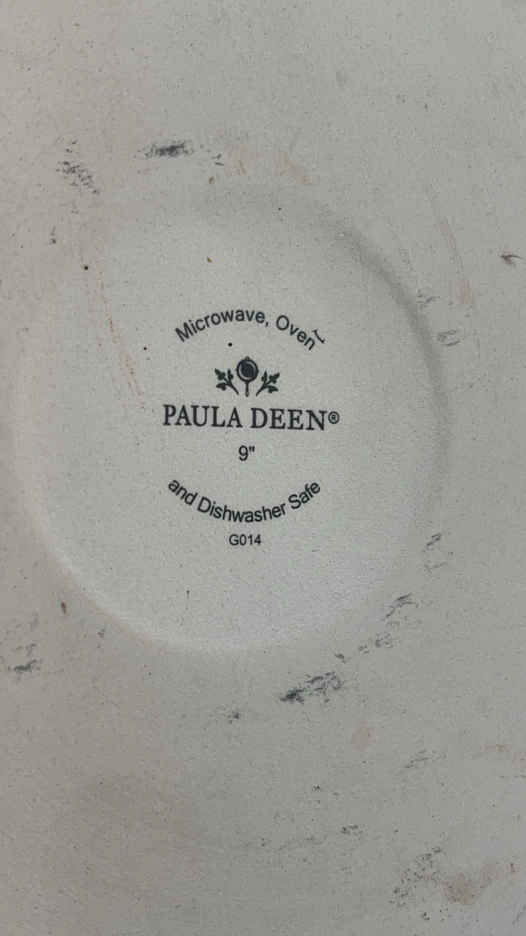 Microwave, Oven
PAULA DEEN®
9"
and Dishwasher Safe
G014